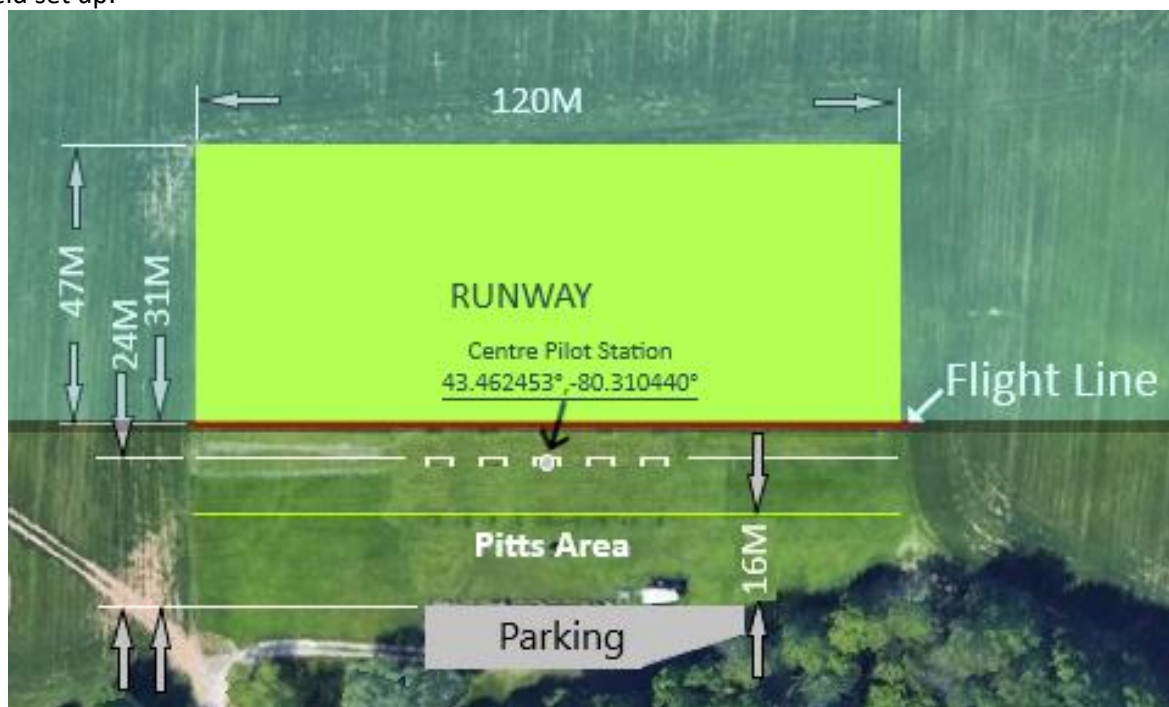 120M
47M
24M
31M
RUNWAY
Centre Pilot Station
43.462453°,-80.310440°
Flight Line
Pitts Area
16M
Parking